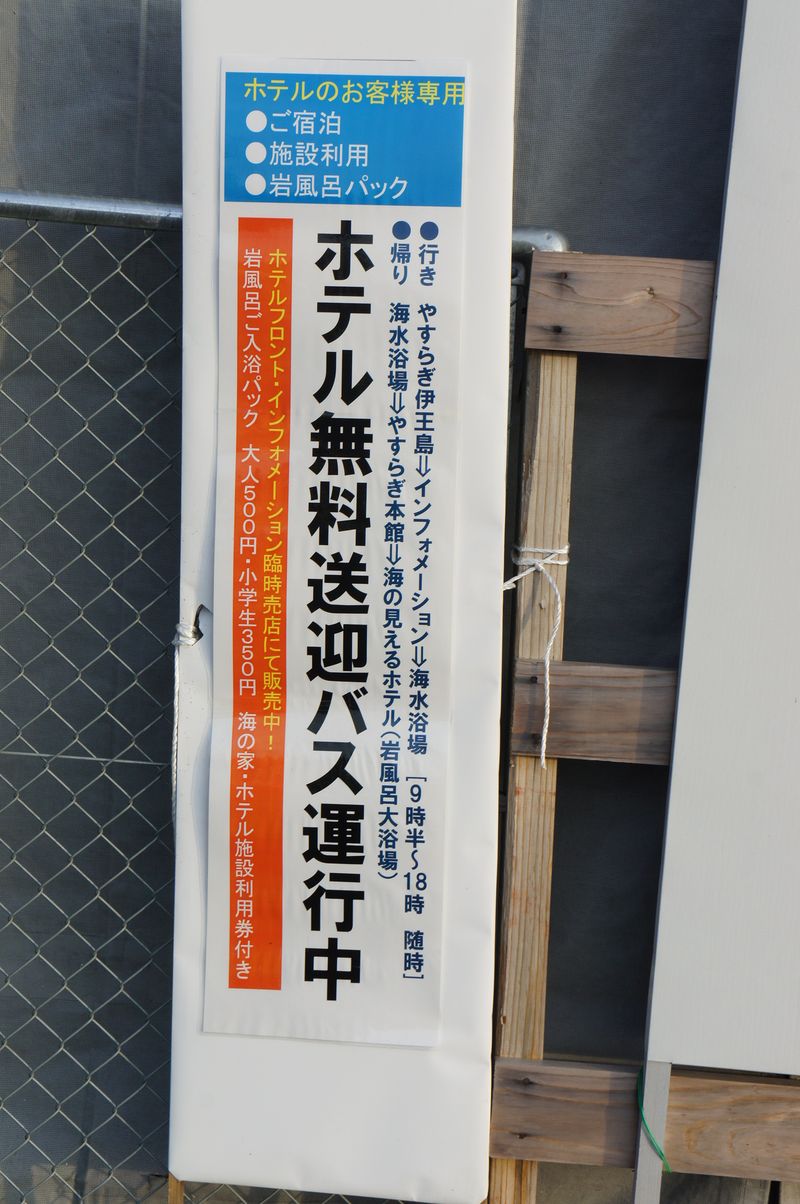 ホテルのお客様専用
●ご宿泊
●施設利用
●岩風呂パック
●行き　やすらぎ伊王島⇒インフォメーション⇒海水浴場　[9時半～18時　随時]
●帰り　海水浴場⇒やすらぎ本館⇒海の見えるホテル（岩風呂大浴場）
ホテル無料送迎バス運行中
ホテルフロント・インフォメーション臨時売店にて販売中！
岩風呂ご入浴パック　大人500円・小学生350円　海の家・ホテル施設利用券付き